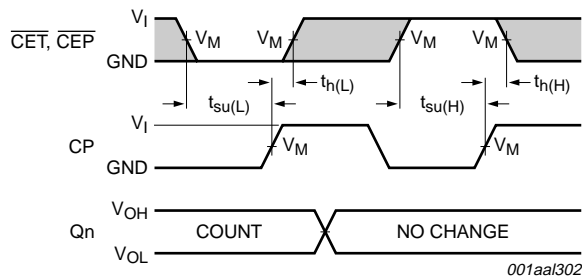 V_I
CET, CEP V_M V_M V_M V_M
GND
t_su(L) t_h(L) t_su(H) t_h(H)
V_I
CP V_M V_M
GND
V_OH
Qn COUNT NO CHANGE
V_OL
001aal302